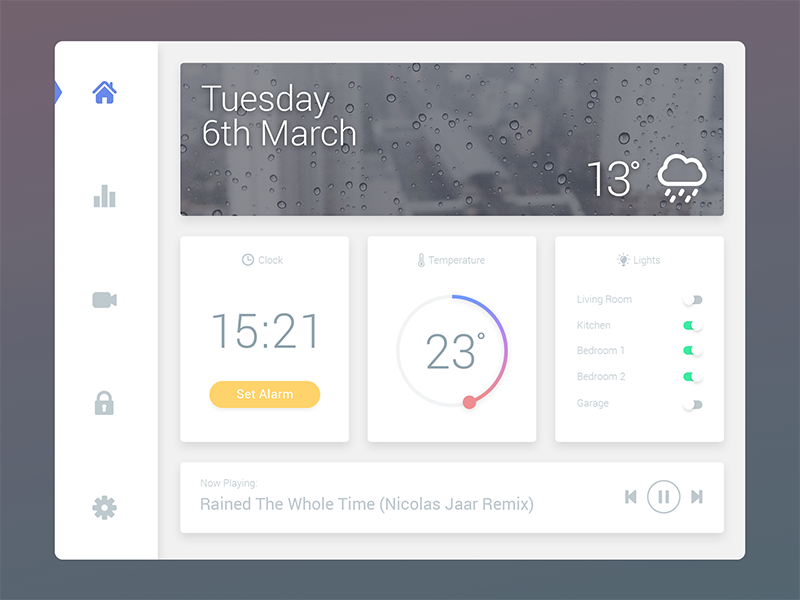 Tuesday
6th March
13°
Clock
15:21
Set Alarm
Temperature
23°
Lights
Living Room
Kitchen
Bedroom 1
Bedroom 2
Garage
Now Playing:
Rained The Whole Time (Nicolas Jaar Remix)